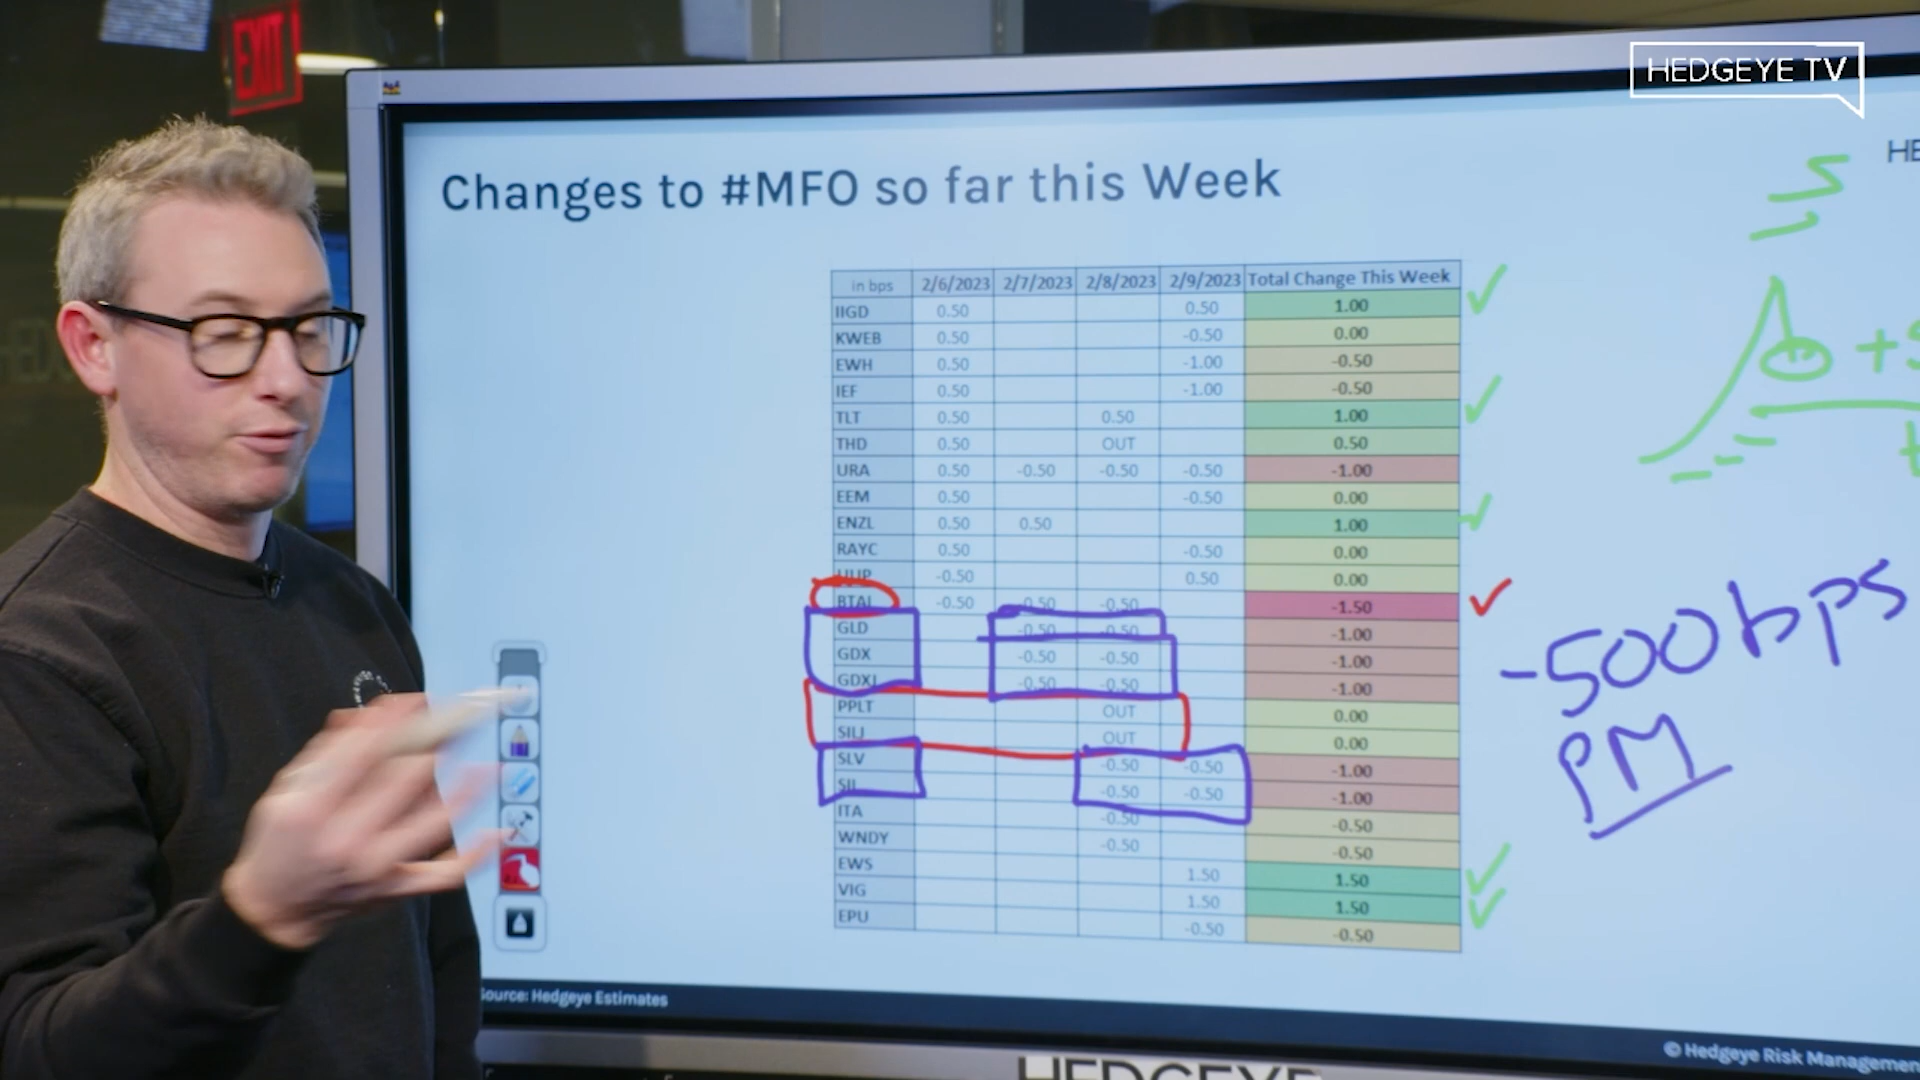 EXIT
HEDGEYE TV
HE
Changes to #MFO so far this Week
in bps 2/6/2023 2/7/2023 2/8/2023 2/9/2023 Total Change This Week
IIGD 0.50 0.50 1.00
KWEB 0.50 -0.50 0.00
EWH 0.50 -1.00 -0.50
IEF 0.50 -1.00 -0.50
TLT 0.50 0.50 1.00
THD 0.50 OUT 0.50
URA 0.50 -0.50 -0.50 -0.50 -1.00
EEM 0.50 -0.50 0.00
ENZL 0.50 0.50 1.00
RAYC 0.50 -0.50 0.00
UUP -0.50 0.50 0.00
BTAL -0.50 -0.50 -0.50 -1.50
GLD -0.50 -0.50 -1.00
GDX -0.50 -0.50 -1.00
GDXJ -0.50 -0.50 -1.00
PPLT OUT 0.00
SILJ OUT 0.00
SLV -0.50 -0.50 -1.00
SIL -0.50 -0.50 -1.00
ITA -0.50 -0.50
WNDY -0.50 -0.50
EWS 1.50 1.50
VIG 1.50 1.50
EPU -0.50 -0.50
-500bps
PM
Source: Hedgeye Estimates
© Hedgeye Risk Management
HEDGEYE